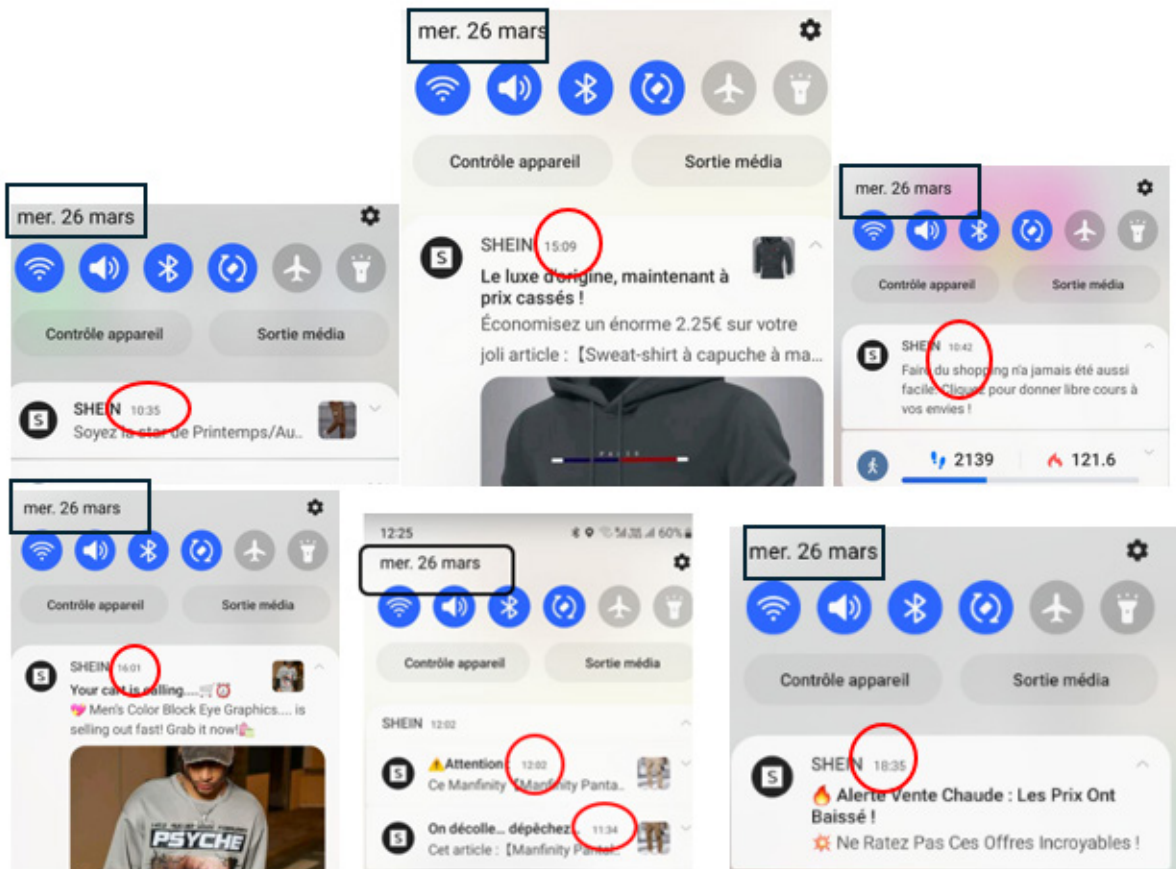 mer. 26 mars
Contrôle appareil
Sortie média
SHEIN 15:09
Le luxe d'origine, maintenant à
prix cassés !
Économisez un énorme 2.25€ sur votre
joli article : 【Sweat-shirt à capuche à ma...
mer. 26 mars
Contrôle appareil
Sortie média
SHEIN 10:35
Soyez la star de Printemps/Au...
mer. 26 mars
Contrôle appareil
Sortie média
SHEIN 10:42
Faire du shopping n'a jamais été aussi
facile. Cliquez pour donner libre cours à
vos envies !
2139
121.6
mer. 26 mars
Contrôle appareil
Sortie média
SHEIN 16:01
Your cart is calling....🛒⏰
💖 Men's Color Block Eye Graphics.... is
selling out fast! Grab it now!🛍
PSYCHE
12:25
60%
mer. 26 mars
Contrôle appareil
Sortie média
SHEIN 12:02
⚠️Attention 12:02
Ce Manfinity 【Manfinity Panta...
On décolle... dépêchez... 11:34
Cet article : 【Manfinity Pantal...
mer. 26 mars
Contrôle appareil
Sortie média
SHEIN 18:35
🔥 Alerte Vente Chaude : Les Prix Ont
Baissé !
💥 Ne Ratez Pas Ces Offres Incroyables !